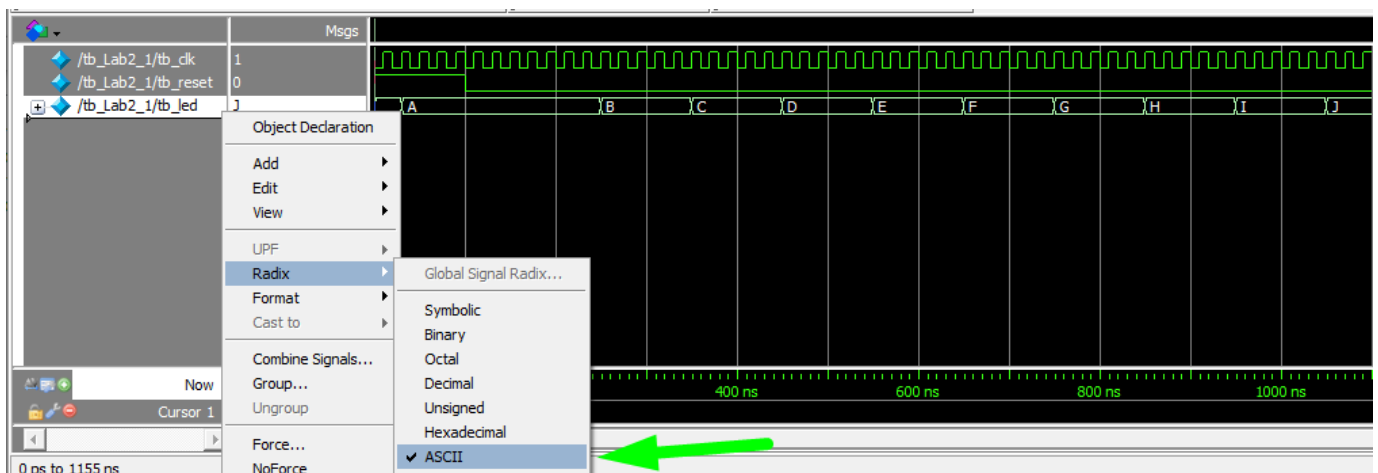 Msgs
/tb_Lab2_1/tb_clk 1
/tb_Lab2_1/tb_reset 0
/tb_Lab2_1/tb_led J A B C D E F G H I J
Object Declaration
Add
Edit
View
UPF
Radix
Format
Cast to
Combine Signals...
Group...
Ungroup
Force...
NoForce
Global Signal Radix...
Symbolic
Binary
Octal
Decimal
Unsigned
Hexadecimal
ASCII
Now
Cursor 1
400 ns 600 ns 800 ns 1000 ns
0 ps to 1155 ns